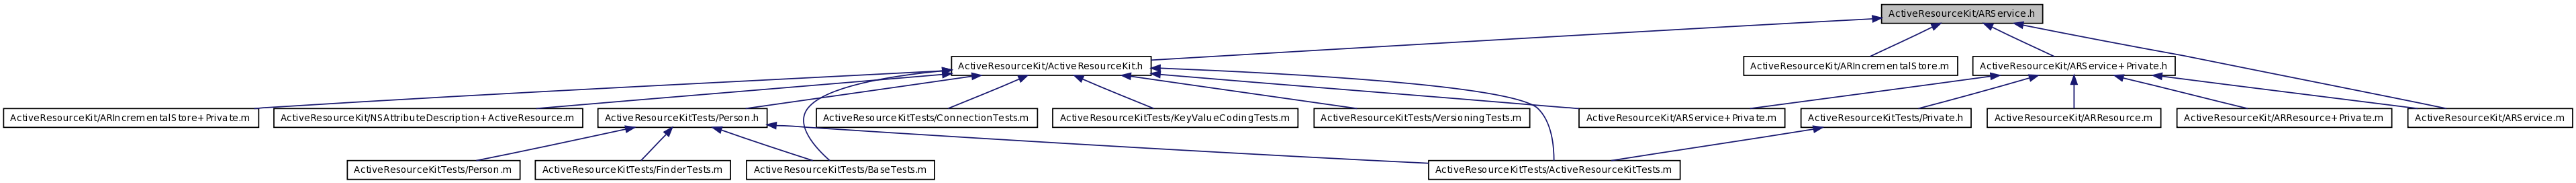 ActiveResourceKit/ARService.h
ActiveResourceKit/ActiveResourceKit.h
ActiveResourceKit/ARIncrementalStore.m
ActiveResourceKit/ARService+Private.h
ActiveResourceKit/ARIncrementalStore+Private.m
ActiveResourceKit/NSAttributeDescription+ActiveResource.m
ActiveResourceKitTests/Person.h
ActiveResourceKitTests/ConnectionTests.m
ActiveResourceKitTests/KeyValueCodingTests.m
ActiveResourceKitTests/VersioningTests.m
ActiveResourceKit/ARService+Private.m
ActiveResourceKitTests/Private.h
ActiveResourceKit/ARResource.m
ActiveResourceKit/ARResource+Private.m
ActiveResourceKit/ARService.m
ActiveResourceKitTests/Person.m
ActiveResourceKitTests/FinderTests.m
ActiveResourceKitTests/BaseTests.m
ActiveResourceKitTests/ActiveResourceKitTests.m